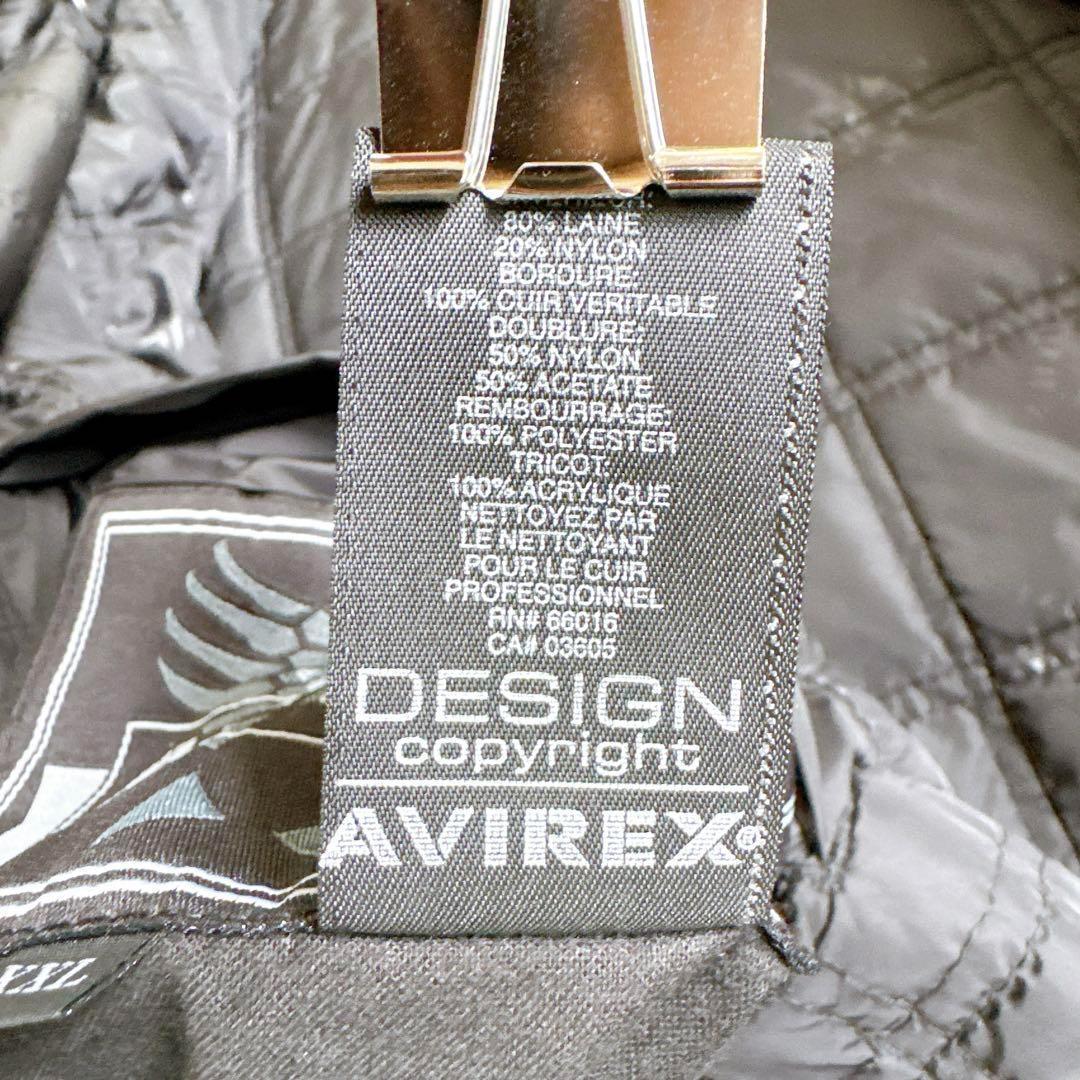 80% LAINE
20% NYLON
BORDURE:
100% CUIR VERITABLE
DOUBLURE:
50% NYLON
50% ACETATE
REMBOURRAGE:
100% POLYESTER
TRICOT:
100% ACRYLIQUE
NETTOYEZ PAR
LE NETTOYANT
POUR LE CUIR
PROFESSIONNEL
RN# 66016
CA# 03605
DESIGN
copyright
AVIREX®
XXL